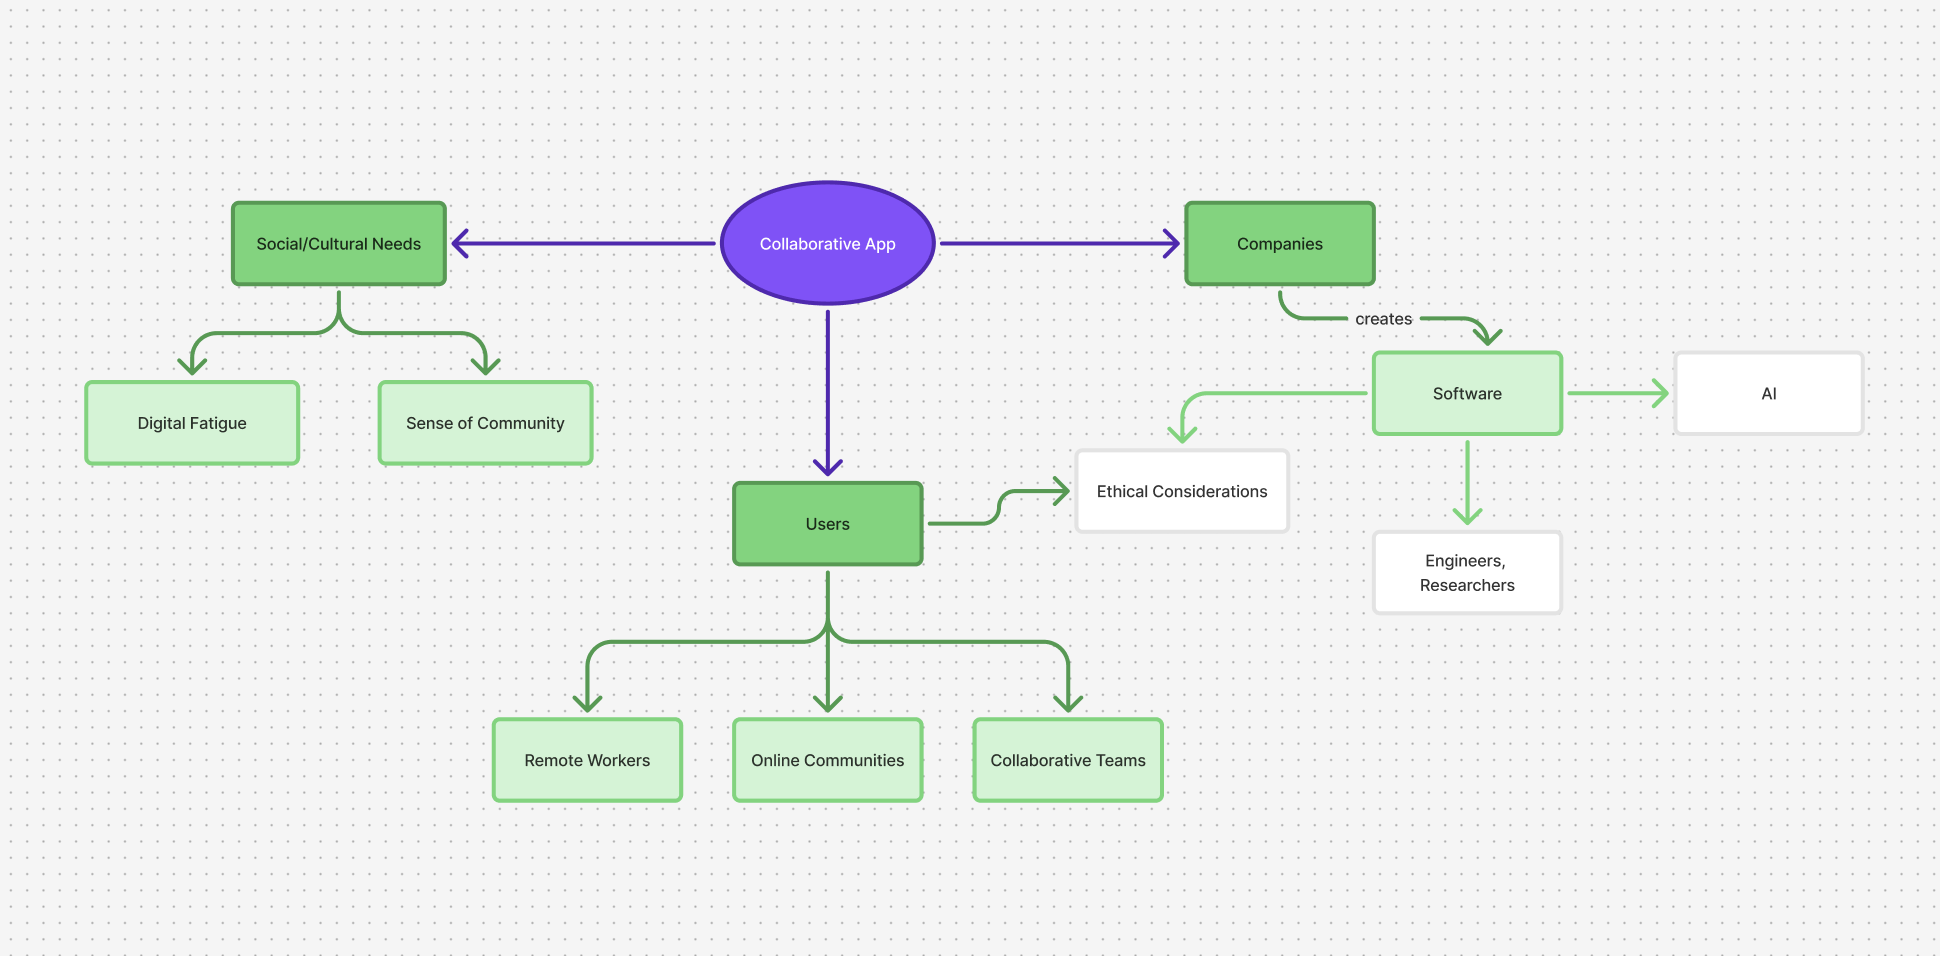 Social/Cultural Needs
Collaborative App
Companies
creates
Digital Fatigue
Sense of Community
Software
AI
Users
Ethical Considerations
Engineers,
Researchers
Remote Workers
Online Communities
Collaborative Teams